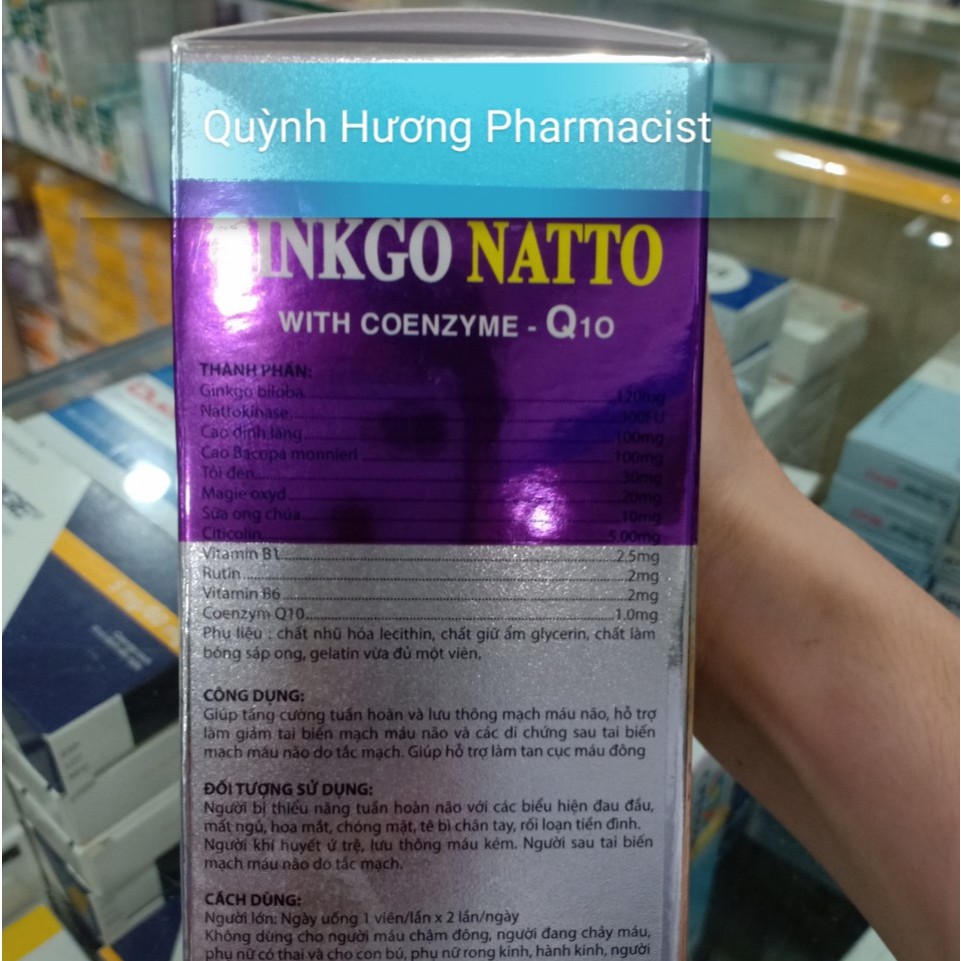 Quỳnh Hương Pharmacist
GINKGO NATTO
WITH COENZYME - Q10
THÀNH PHẦN:
Ginkgo biloba 120mg
Nattokinase 300FU
Cao đinh lăng 100mg
Cao Bacopa monnieri 100mg
Tỏi đen 30mg
Magie oxyd 20mg
Sữa ong chúa 10mg
Citicolin 5.00mg
Vitamin B1 2.5mg
Rutin 2mg
Vitamin B6 2mg
Coenzym Q10 1.0mg
Phụ liệu : chất nhũ hóa lecithin, chất giữ ẩm glycerin, chất làm
bóng sáp ong, gelatin vừa đủ một viên,
CÔNG DỤNG:
Giúp tăng cường tuần hoàn và lưu thông mạch máu não, hỗ trợ
làm giảm tai biến mạch máu não và các di chứng sau tai biến
mạch máu não do tắc mạch. Giúp hỗ trợ làm tan cục máu đông
ĐỐI TƯỢNG SỬ DỤNG:
Người bị thiểu năng tuần hoàn não với các biểu hiện đau đầu,
mất ngủ, hoa mắt, chóng mặt, tê bì chân tay, rối loạn tiền đình.
Người khí huyết ứ trệ, lưu thông máu kém. Người sau tai biến
mạch máu não do tắc mạch.
CÁCH DÙNG:
Người lớn: Ngày uống 1 viên/lần x 2 lần/ngày
Không dùng cho người máu chậm đông, người đang chảy máu,
phụ nữ có thai và cho con bú, phụ nữ rong kinh, hành kinh, người